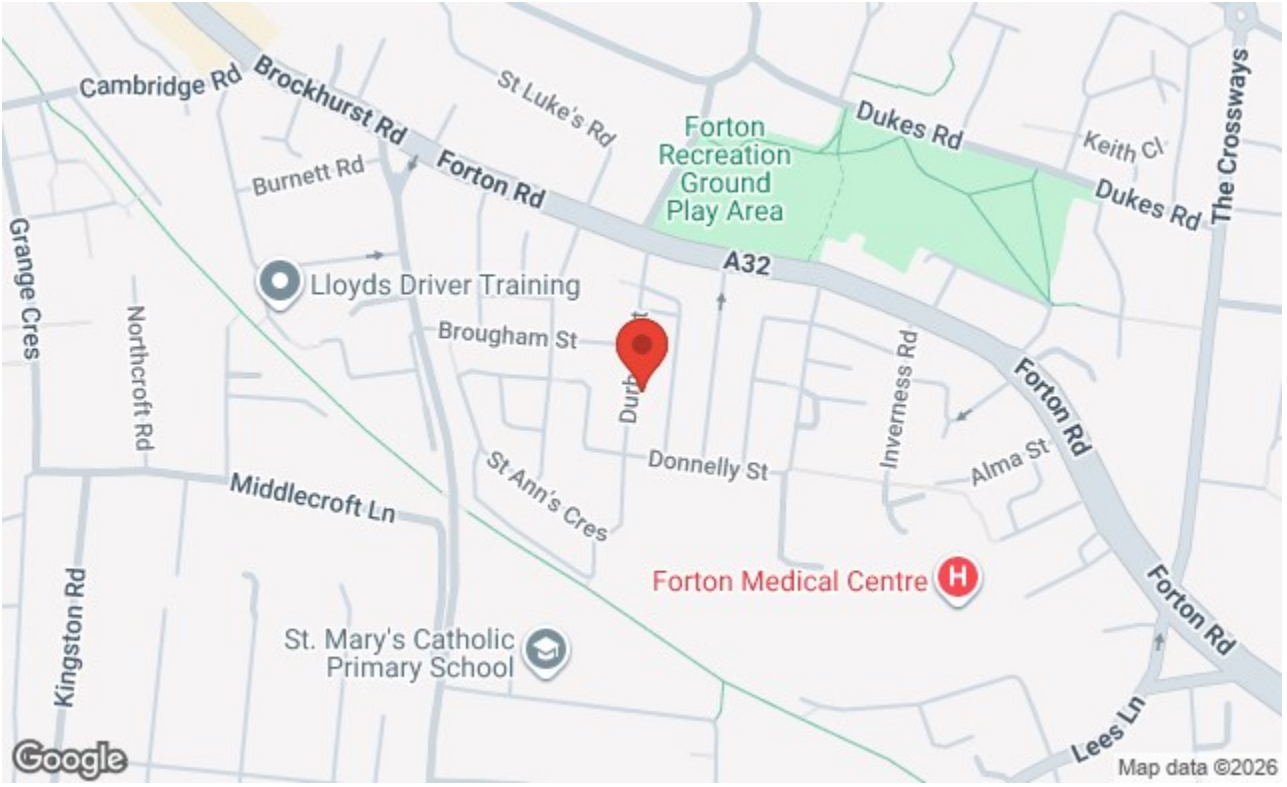 Cambridge Rd
Brockhurst Rd
St Luke's Rd
Burnett Rd
Forton Rd
Forton
Recreation
Ground
Play Area
Dukes Rd
Keith Cl
Dukes Rd
The Crossways
A32
Grange Cres
Lloyds Driver Training
Northcroft Rd
Brougham St
Inverness Rd
Forton Rd
Donnelly St
Alma St
St Ann's Cres
Middlecroft Ln
Kingston Rd
Forton Medical Centre
H
Forton Rd
St. Mary's Catholic
Primary School
Lees Ln
Google
Map data ©2026